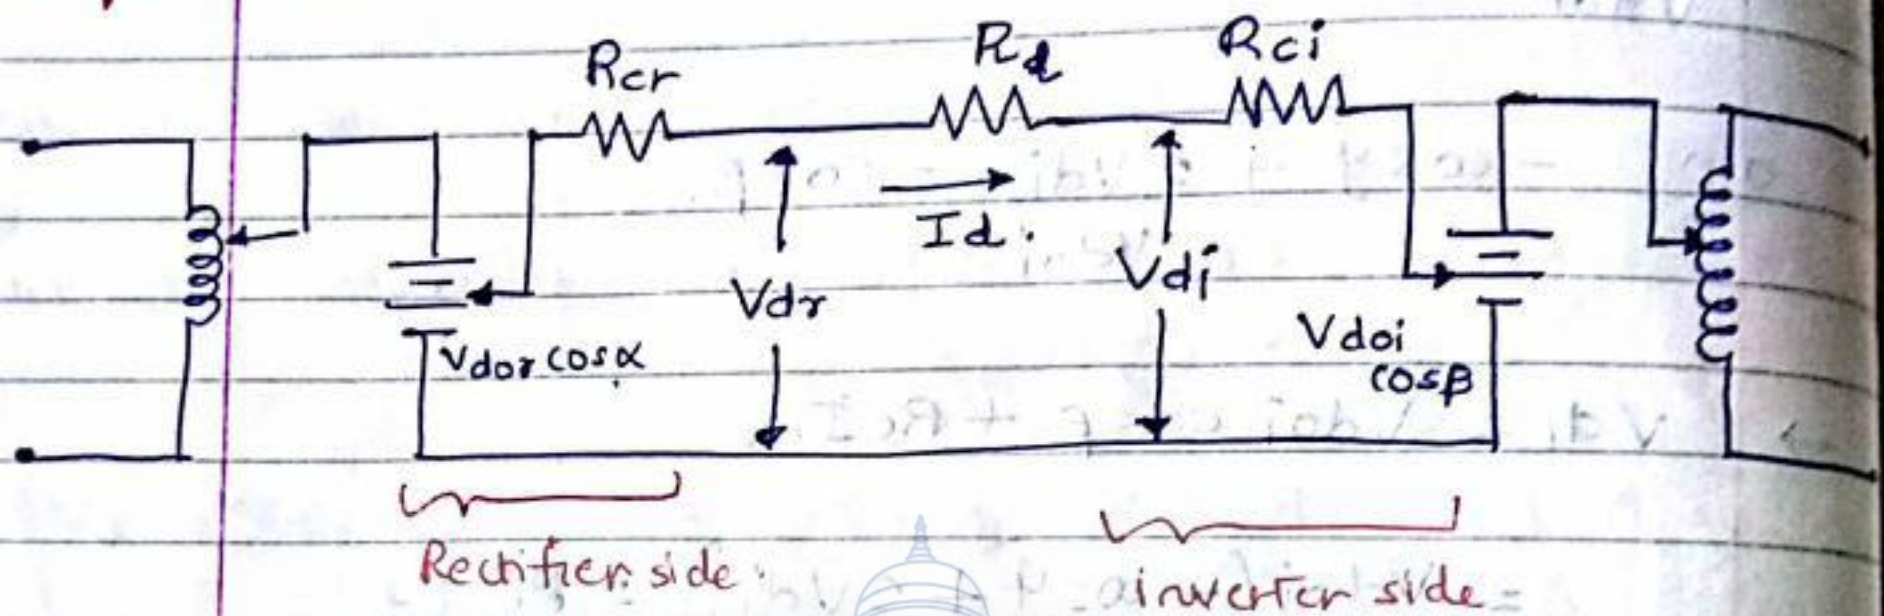 Rcr
Rd
Rci
Id.
Vdr
Vdi
Vdor cosα
Vdoi
cosβ
Rectifier side
inverter side